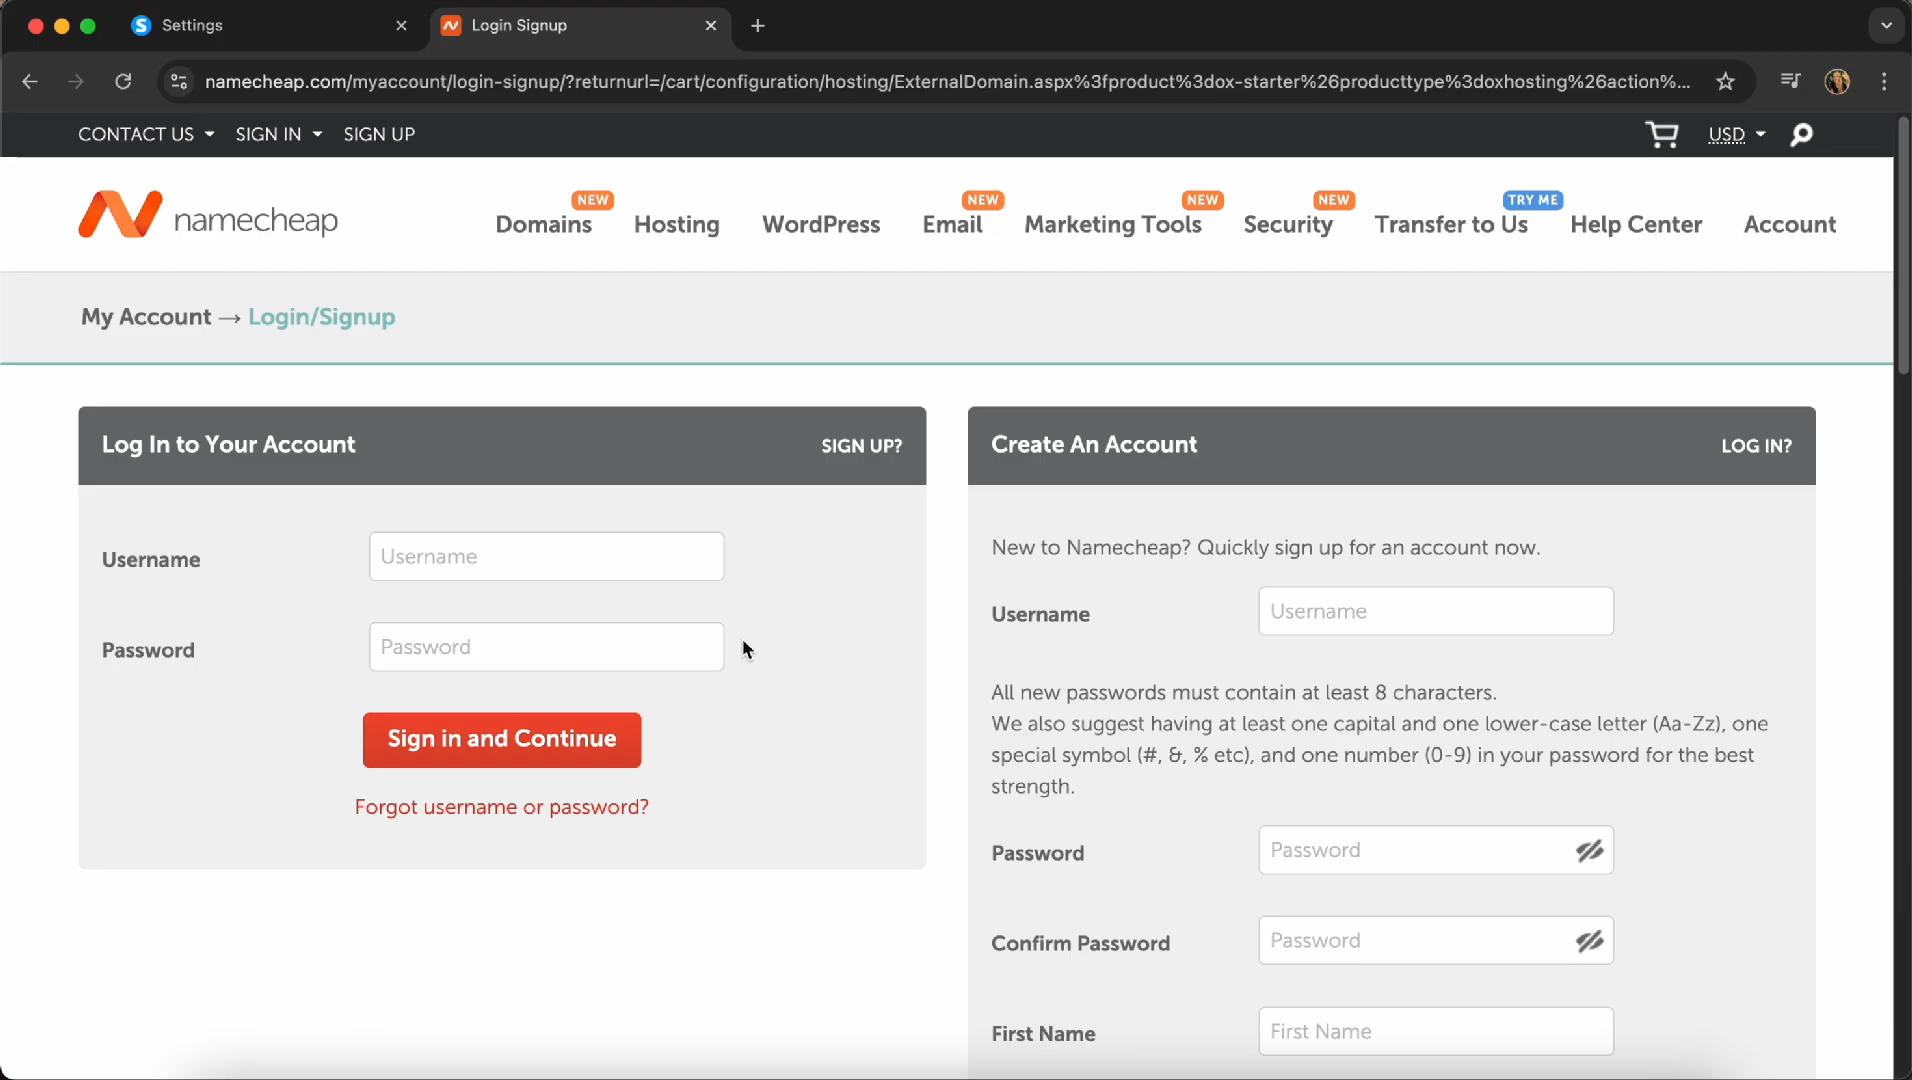 Settings
Login Signup
namecheap.com/myaccount/login-signup/?returnurl=/cart/configuration/hosting/ExternalDomain.aspx%3fproduct%3dox-starter%26producttype%3doxhosting%26action%...
CONTACT US SIGN IN SIGN UP USD
namecheap
Domains NEW Hosting WordPress Email NEW Marketing Tools NEW Security NEW Transfer to Us TRY ME Help Center Account
My Account → Login/Signup
Log In to Your Account SIGN UP?
Username Username
Password Password
Sign in and Continue
Forgot username or password?
Create An Account LOG IN?
New to Namecheap? Quickly sign up for an account now.
Username Username
All new passwords must contain at least 8 characters.
We also suggest having at least one capital and one lower-case letter (Aa-Zz), one
special symbol (#, &, % etc), and one number (0-9) in your password for the best
strength.
Password Password
Confirm Password Password
First Name First Name